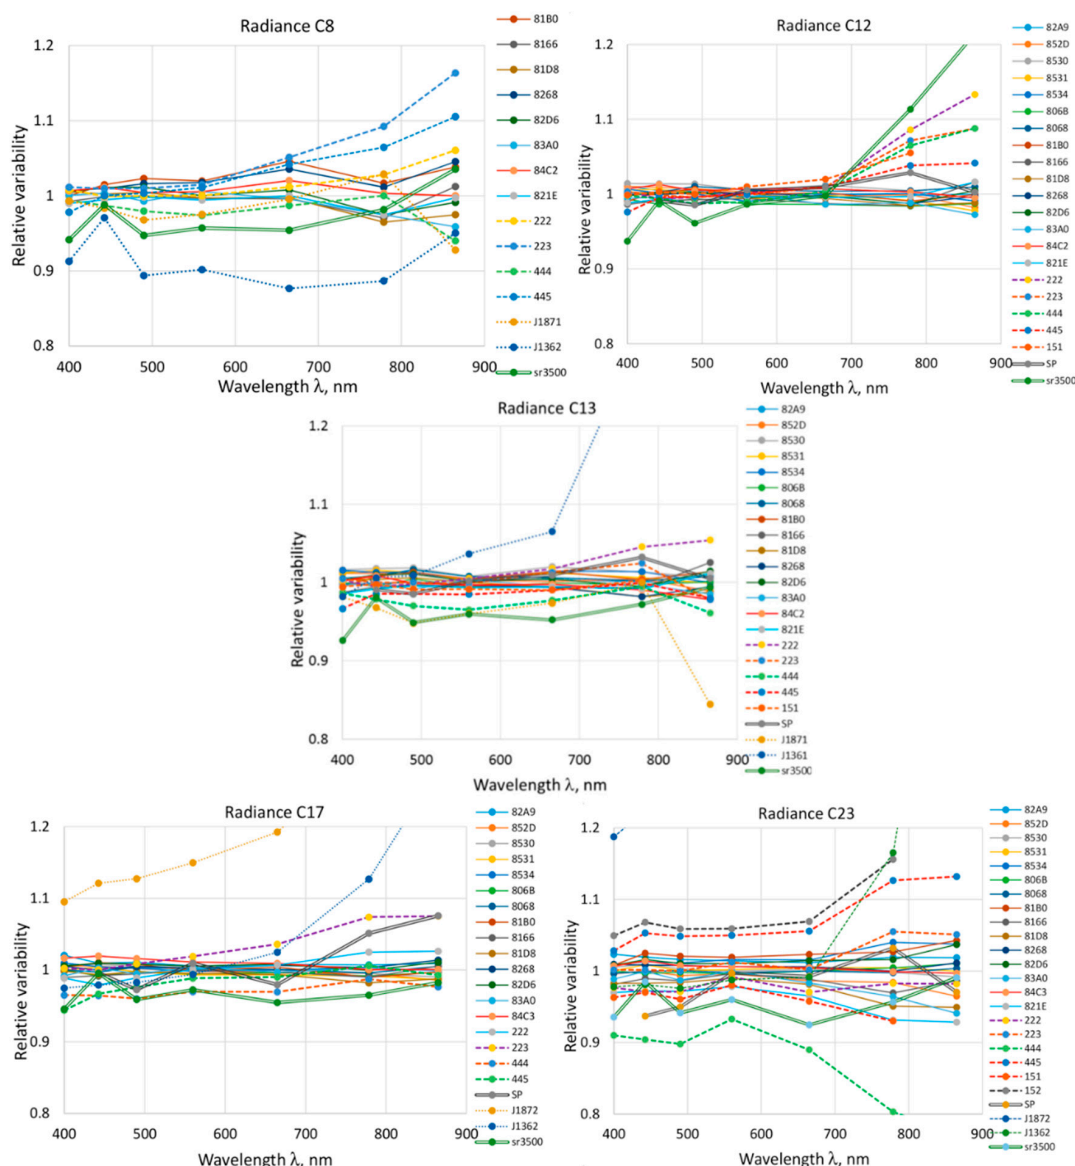 Radiance C8
1.2
1.1
1
0.9
0.8
400 500 600 700 800 900
Relative variability
Wavelength λ, nm
81B0
8166
81D8
8268
82D6
83A0
84C2
821E
222
223
444
445
J1871
J1362
sr3500
Radiance C12
1.2
1.1
1.0
0.9
0.8
400 500 600 700 800 900
Relative variability
Wavelength λ, nm
82A9
852D
8530
8531
8534
806B
8068
81B0
8166
81D8
8268
82D6
83A0
84C2
821E
222
223
444
445
151
SP
sr3500
Radiance C13
1.2
1.1
1.0
0.9
0.8
400 500 600 700 800 900
Relative variability
Wavelength λ, nm
82A9
852D
8530
8531
8534
806B
8068
81B0
8166
81D8
8268
82D6
83A0
84C2
821E
222
223
444
445
151
SP
J1871
J1361
sr3500
Radiance C17
1.2
1.1
1.0
0.9
0.8
400 500 600 700 800 900
Relative variability
Wavelength λ, nm
82A9
852D
8530
8531
8534
806B
8068
81B0
8166
81D8
8268
82D6
83A0
84C3
222
223
444
445
SP
J1872
J1362
sr3500
Radiance C23
1.2
1.1
1.0
0.9
0.8
400 500 600 700 800 900
Relative variability
Wavelength λ, nm
82A9
852D
8530
8531
8534
806B
8068
81B0
8166
81D8
8268
82D6
83A0
84C3
821E
222
223
444
445
151
152
SP
J1872
J1362
sr3500